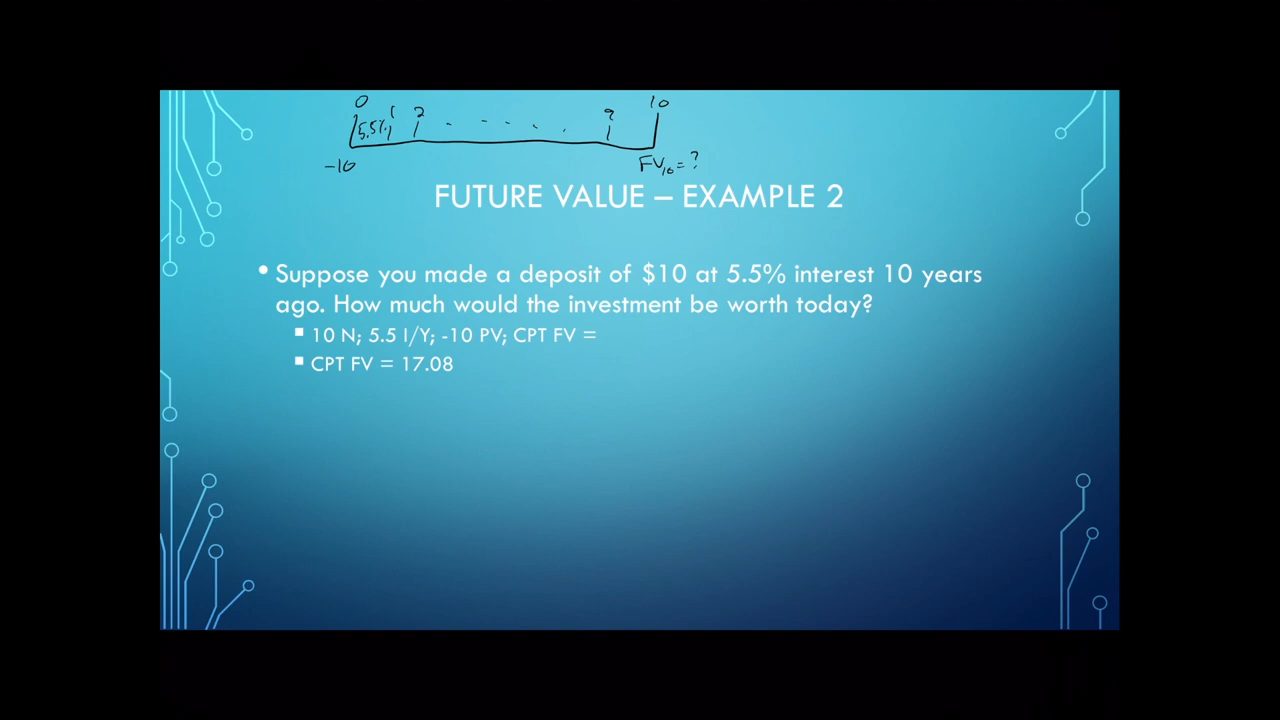 0 1 2 9 10
5.5%
-10 FV10 = ?
FUTURE VALUE – EXAMPLE 2
• Suppose you made a deposit of $10 at 5.5% interest 10 years
ago. How much would the investment be worth today?
▪ 10 N; 5.5 I/Y; -10 PV; CPT FV =
▪ CPT FV = 17.08